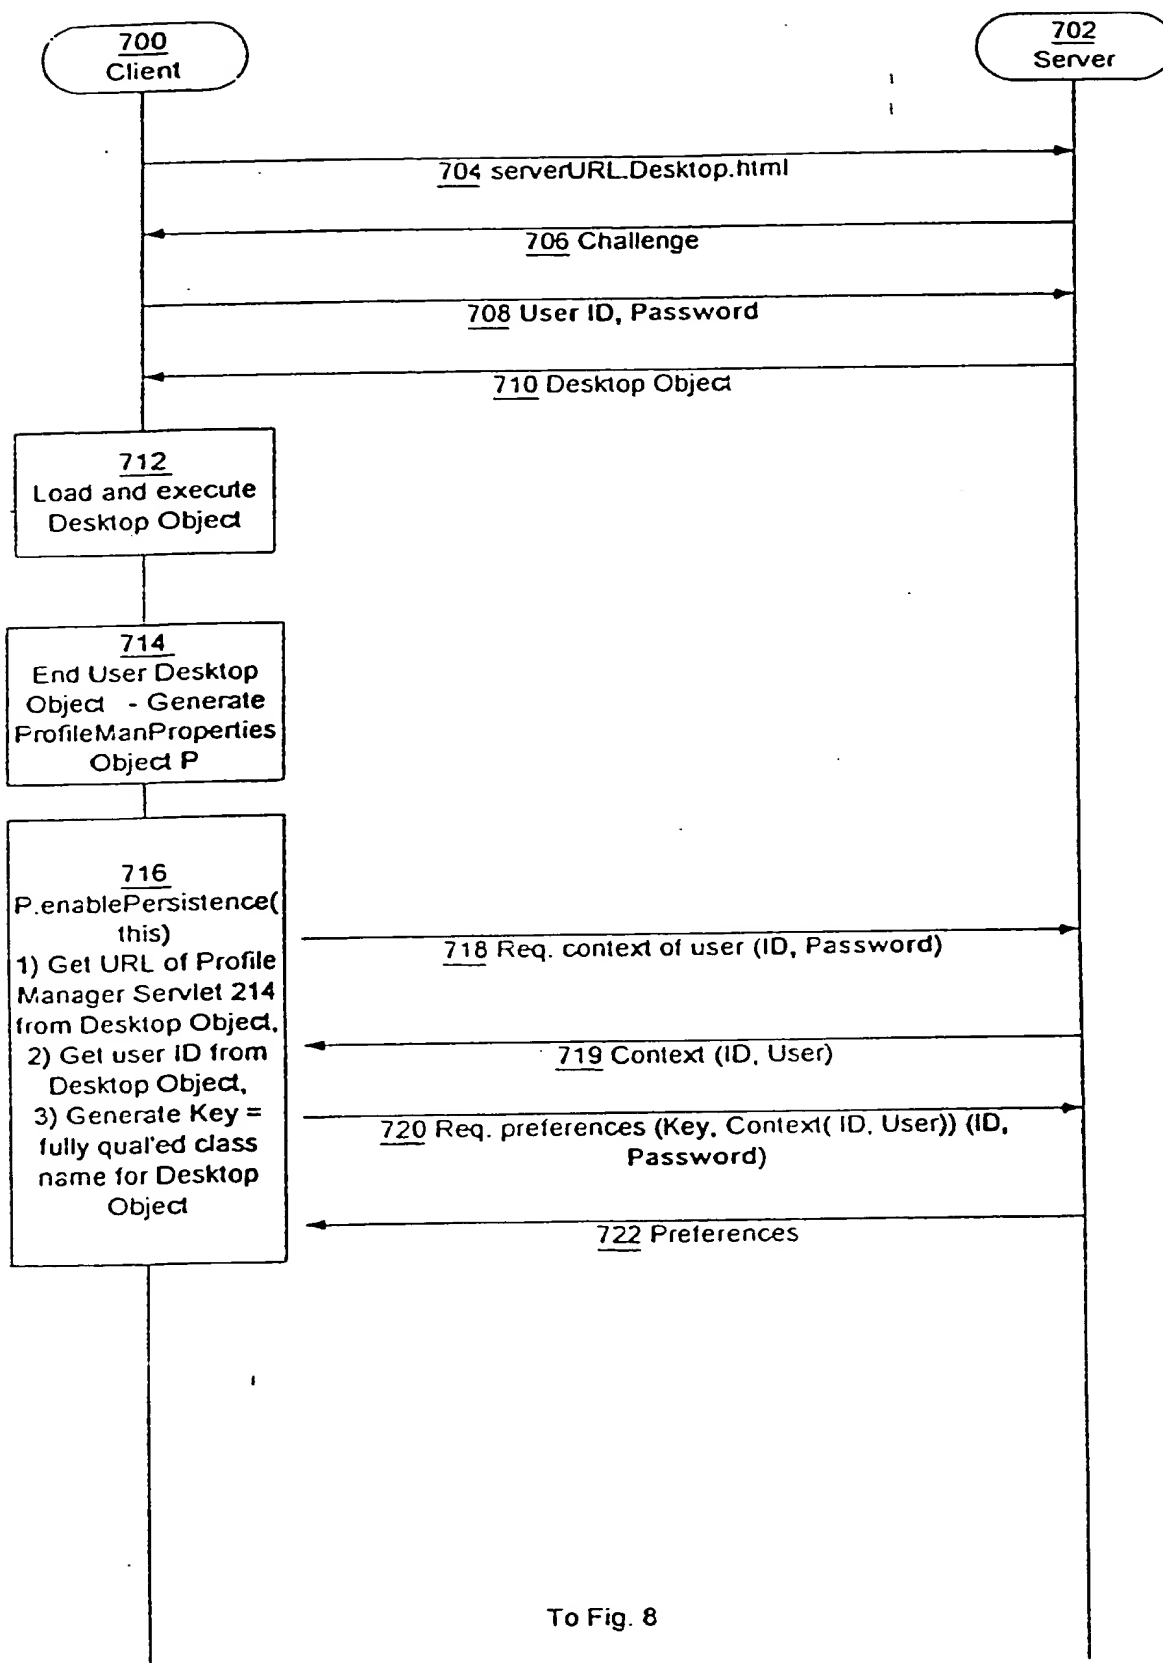 700
Client
702
Server
704 serverURL.Desktop.html
706 Challenge
708 User ID, Password
710 Desktop Object
712
Load and execute
Desktop Object
714
End User Desktop
Object - Generate
ProfileManProperties
Object P
716
P.enablePersistence(
this)
1) Get URL of Profile
Manager Servlet 214
from Desktop Object,
2) Get user ID from
Desktop Object,
3) Generate Key =
fully qual'ed class
name for Desktop
Object
718 Req. context of user (ID, Password)
719 Context (ID, User)
720 Req. preferences (Key, Context( ID, User)) (ID,
Password)
722 Preferences
To Fig. 8